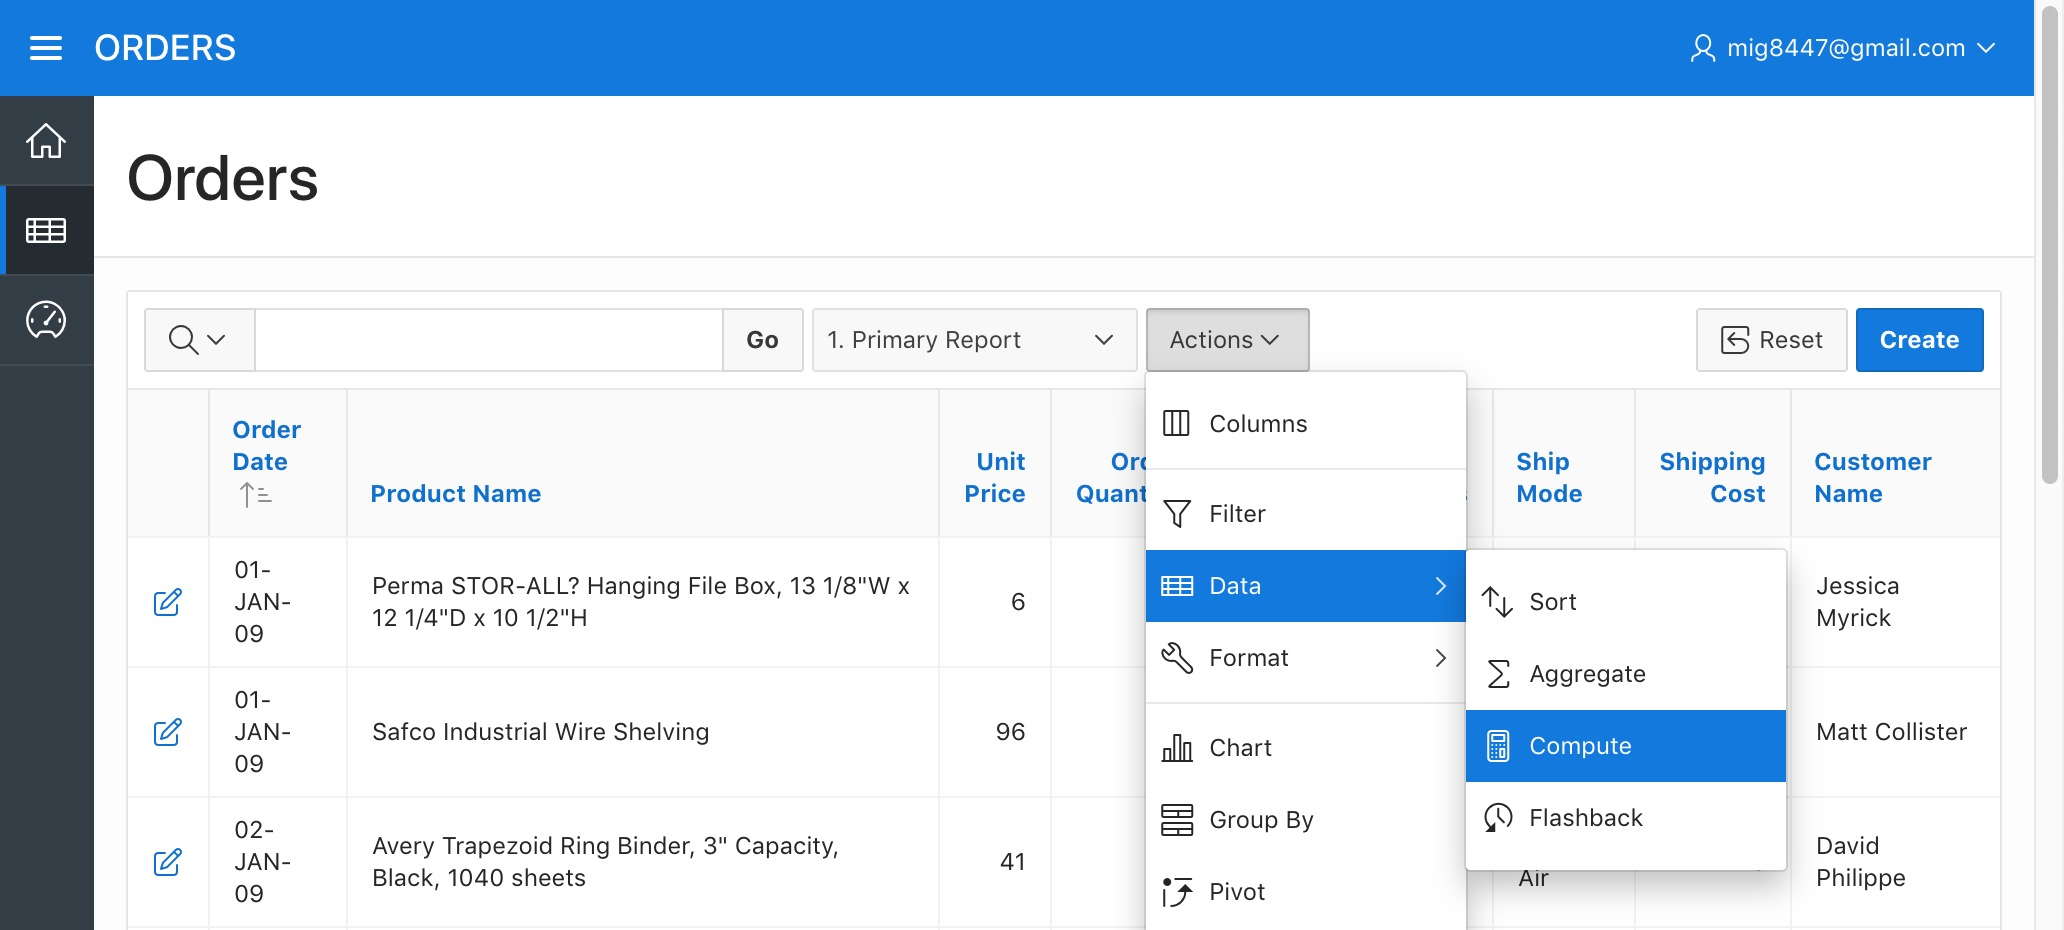 ORDERS
mig8447@gmail.com
Orders
Go
1. Primary Report
Actions
Reset
Create
Order
Date
Product Name
Unit
Price
Quant
Ship
Mode
Shipping
Cost
Customer
Name
Columns
Filter
Data
Format
Chart
Group By
Pivot
Sort
Aggregate
Compute
Flashback
01-
JAN-
09
Perma STOR-ALL? Hanging File Box, 13 1/8"W x
12 1/4"D x 10 1/2"H
6
Jessica
Myrick
01-
JAN-
09
Safco Industrial Wire Shelving
96
Matt Collister
02-
JAN-
09
Avery Trapezoid Ring Binder, 3" Capacity,
Black, 1040 sheets
41
Air
David
Philippe